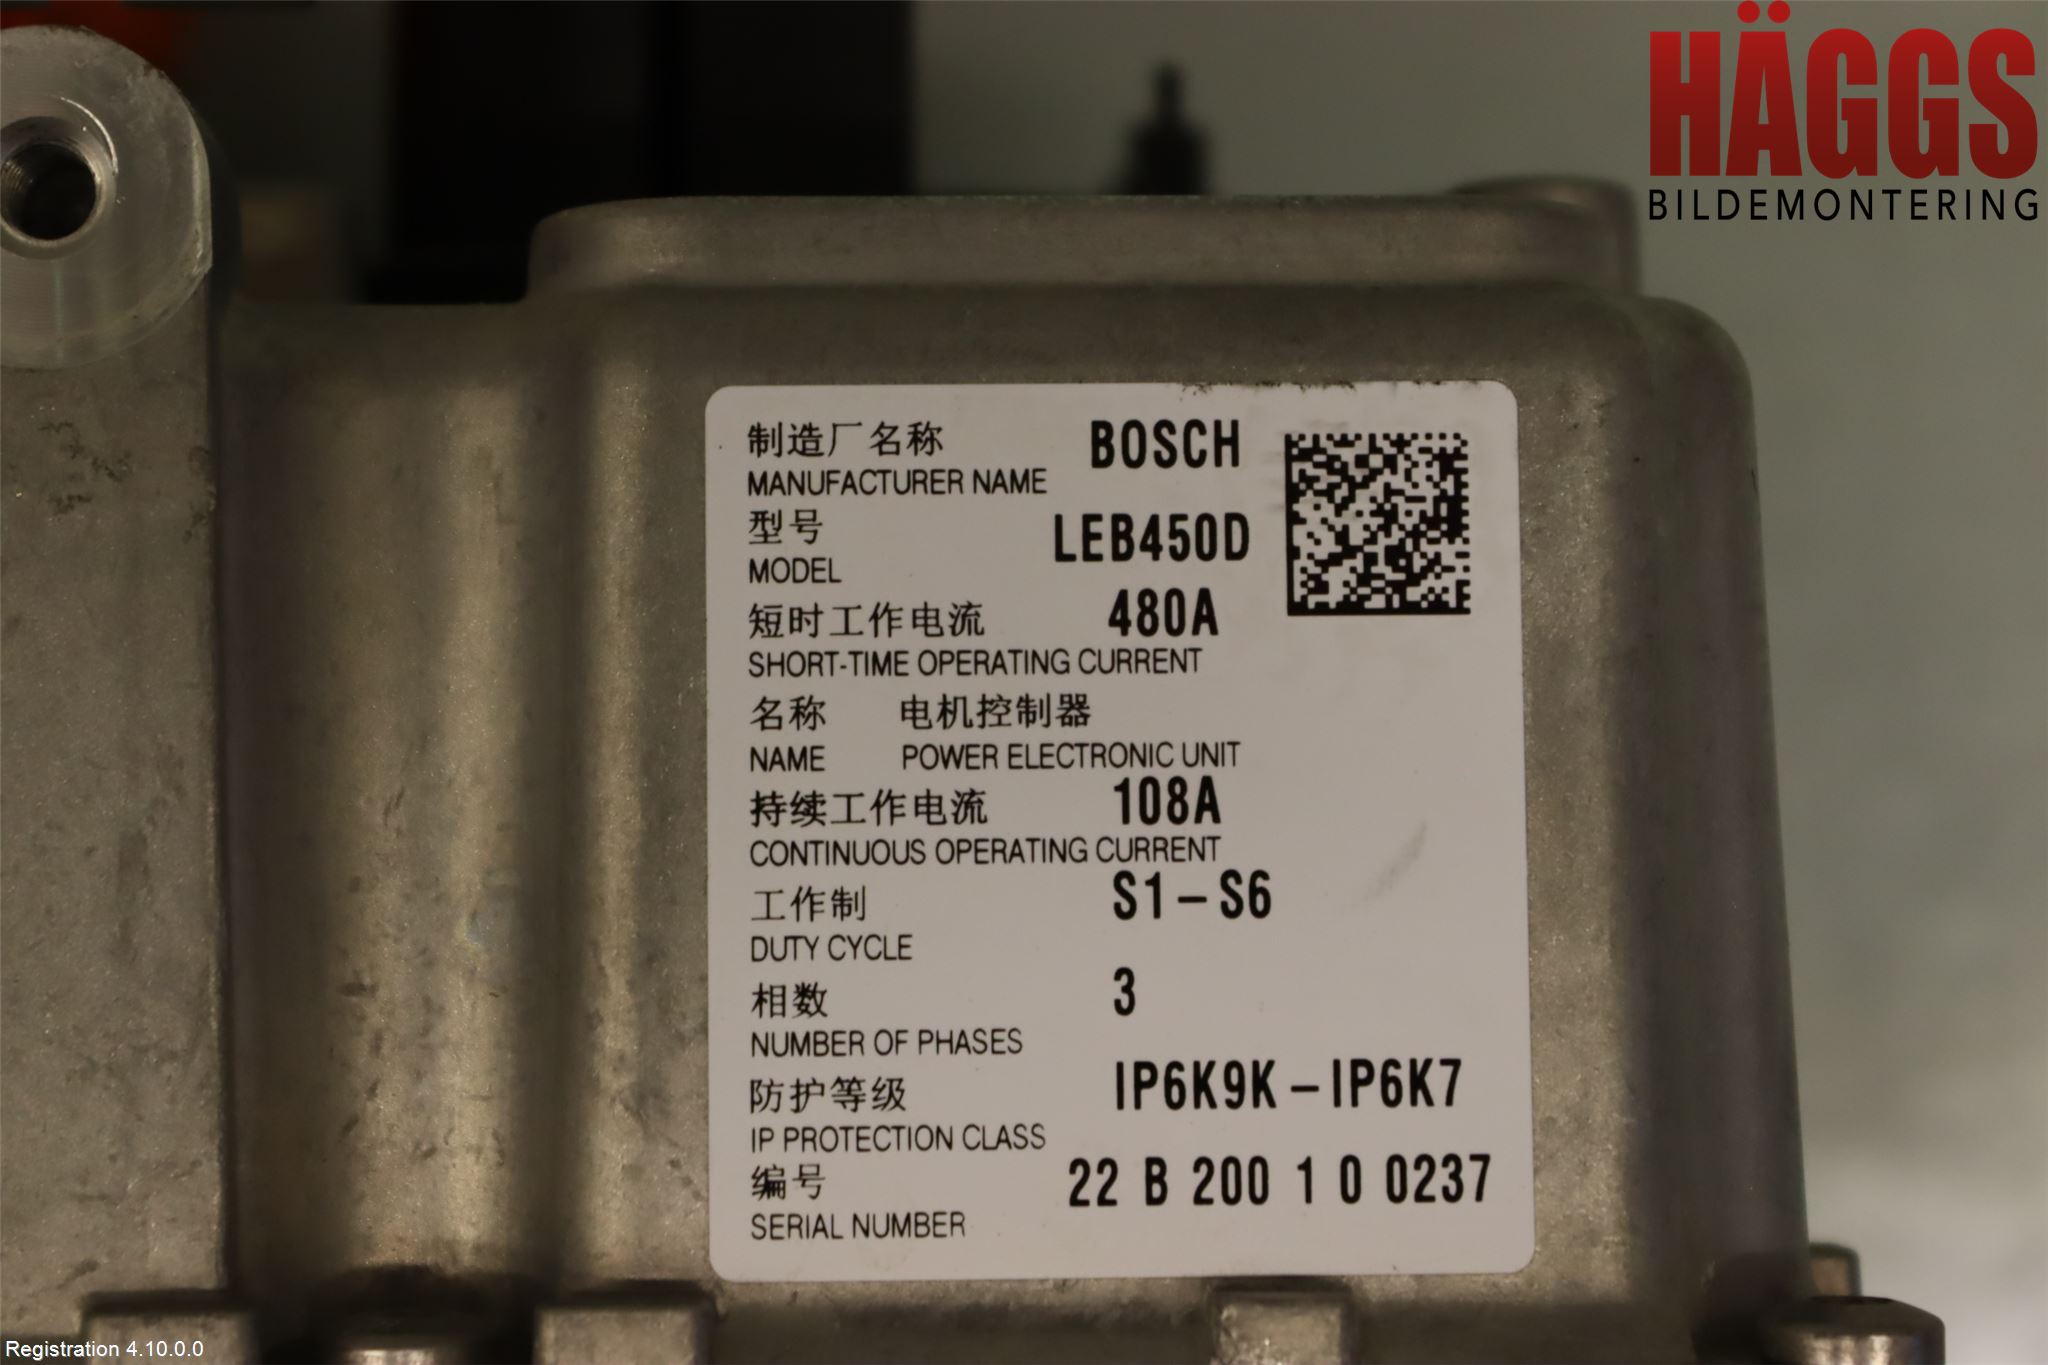 HÄGGS
BILDEMONTERING
制造厂名称 BOSCH
MANUFACTURER NAME
型号 LEB450D
MODEL
短时工作电流 480A
SHORT-TIME OPERATING CURRENT
名称 电机控制器
NAME POWER ELECTRONIC UNIT
持续工作电流 108A
CONTINUOUS OPERATING CURRENT
工作制 S1-S6
DUTY CYCLE
相数 3
NUMBER OF PHASES
防护等级 IP6K9K-IP6K7
IP PROTECTION CLASS
编号 22 B 200 1 0 0237
SERIAL NUMBER
Registration 4.10.0.0